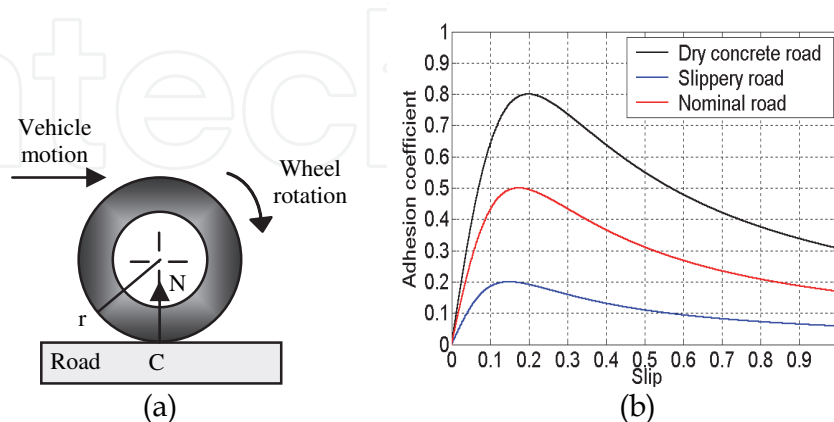 ntech
Vehicle
motion
Wheel
rotation
N
r
Road
C
(a)
Adhesion coefficient
1
0.9
0.8
0.7
0.6
0.5
0.4
0.3
0.2
0.1
0
Dry concrete road
Slippery road
Nominal road
0 0.1 0.2 0.3 0.4 0.5 0.6 0.7 0.8 0.9
Slip
(b)